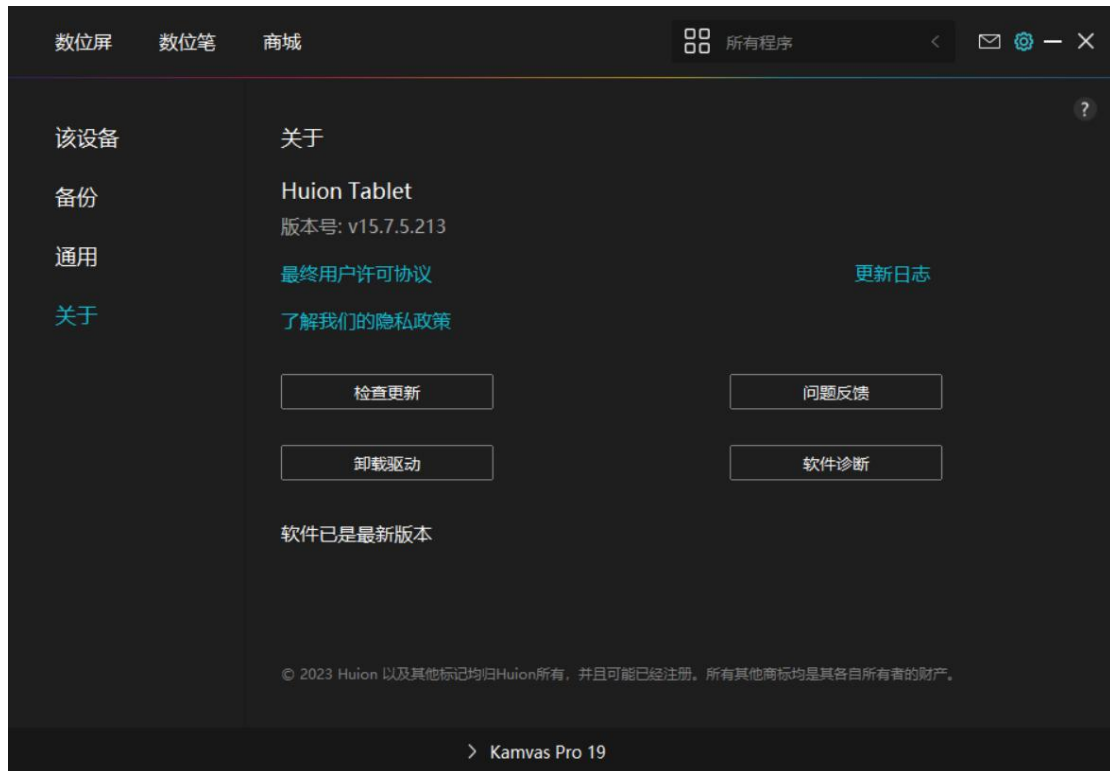 数位屏 数位笔 商城 所有程序
?
该设备
备份
通用
关于
关于
Huion Tablet
版本号: v15.7.5.213
最终用户许可协议 更新日志
了解我们的隐私政策
检查更新 问题反馈
卸载驱动 软件诊断
软件已是最新版本
© 2023 Huion 以及其他标记均归Huion所有，并且可能已经注册。所有其他商标均是其各自所有者的财产。
Kamvas Pro 19